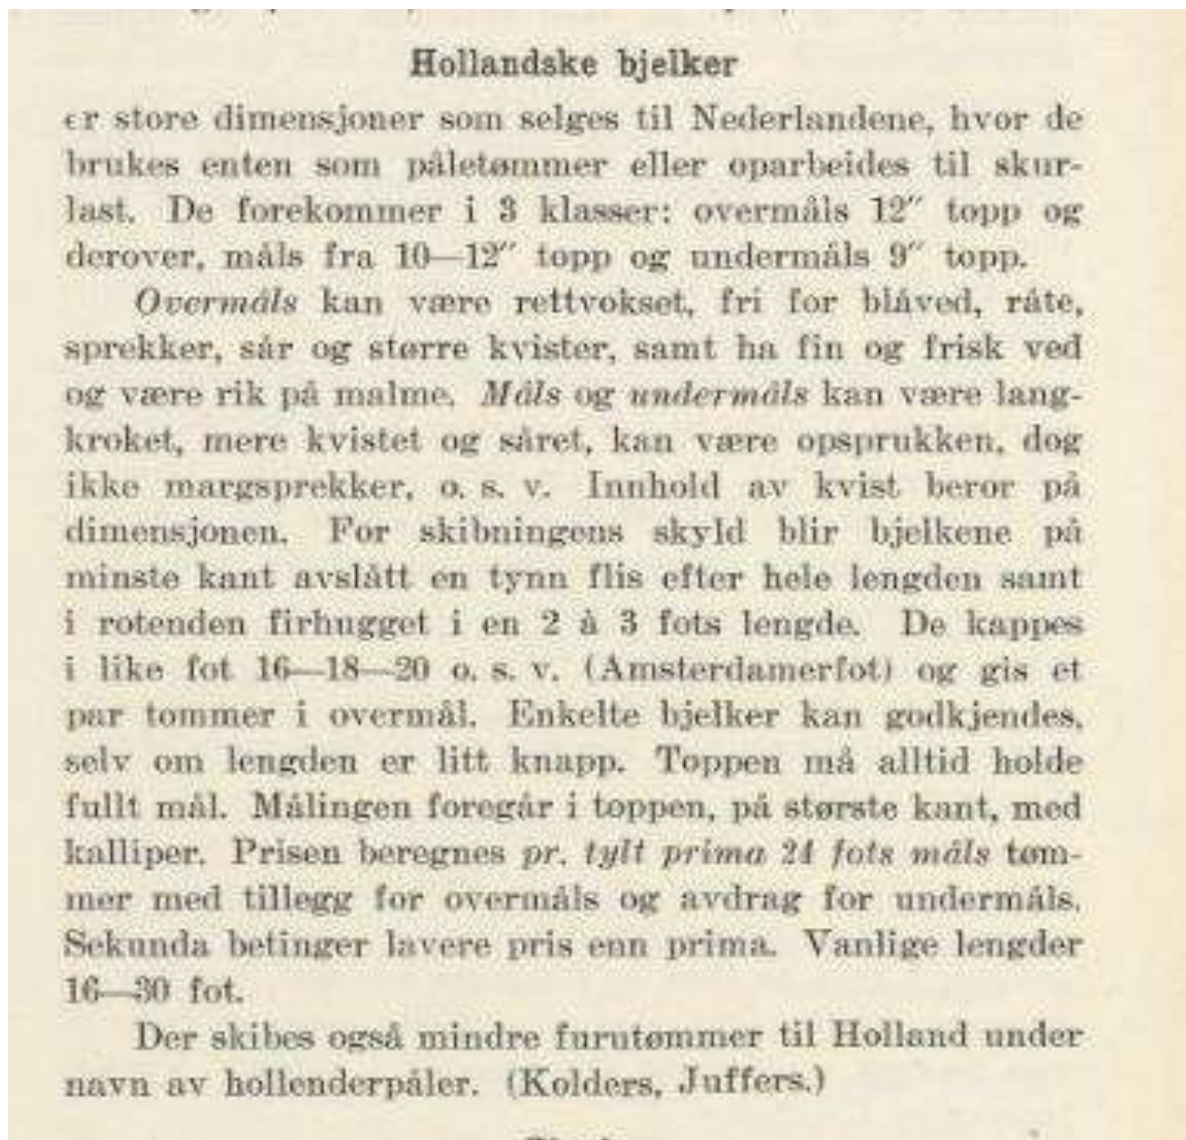 Hollandske bjelker
er store dimensjoner som selges til Nederlandene, hvor de
brukes enten som påletømmer eller oparbeides til skur-
last. De forekommer i 3 klasser: overmåls 12″ topp og
derover, måls fra 10—12″ topp og undermåls 9″ topp.
Overmåls kan være rettvokset, fri for blåved, råte,
sprekker, sår og større kvister, samt ha fin og frisk ved
og være rik på malme. Måls og undermåls kan være lang-
kroket, mere kvistet og såret, kan være opsprukken, dog
ikke margsprekker, o. s. v. Innhold av kvist beror på
dimensjonen. For skibningens skyld blir bjelkene på
minste kant avslått en tynn flis efter hele lengden samt
i rotenden firhugget i en 2 à 3 fots lengde. De kappes
i like fot 16—18—20 o. s. v. (Amsterdamerfot) og gis et
par tommer i overmål. Enkelte bjelker kan godkjendes,
selv om lengden er litt knapp. Toppen må alltid holde
fullt mål. Målingen foregår i toppen, på største kant, med
kalliper. Prisen beregnes pr. tylt prima 24 fots måls tøm-
mer med tillegg for overmåls og avdrag for undermåls.
Sekunda betinger lavere pris enn prima. Vanlige lengder
16—30 fot.
Der skibes også mindre furutømmer til Holland under
navn av hollenderpåler. (Kolders, Juffers.)